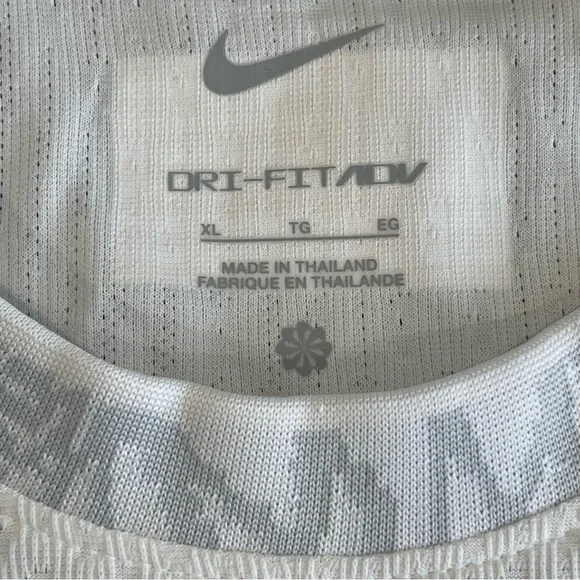 DRI-FIT ADV
XL TG EG
MADE IN THAILAND
FABRIQUE EN THAILANDE